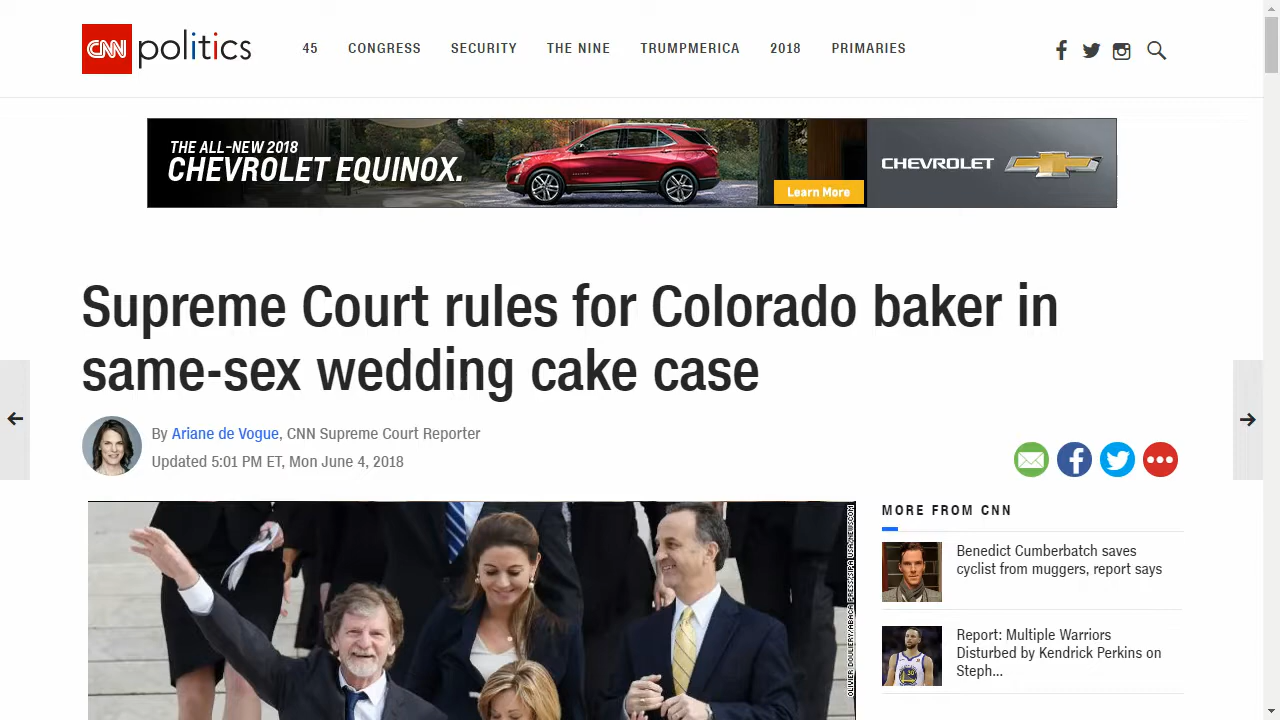 CNN politics
45 CONGRESS SECURITY THE NINE TRUMPMERICA 2018 PRIMARIES
THE ALL-NEW 2018
CHEVROLET EQUINOX.
Learn More
CHEVROLET
Supreme Court rules for Colorado baker in
same-sex wedding cake case
By Ariane de Vogue, CNN Supreme Court Reporter
Updated 5:01 PM ET, Mon June 4, 2018
MORE FROM CNN
Benedict Cumberbatch saves
cyclist from muggers, report says
Report: Multiple Warriors
Disturbed by Kendrick Perkins on
Steph...